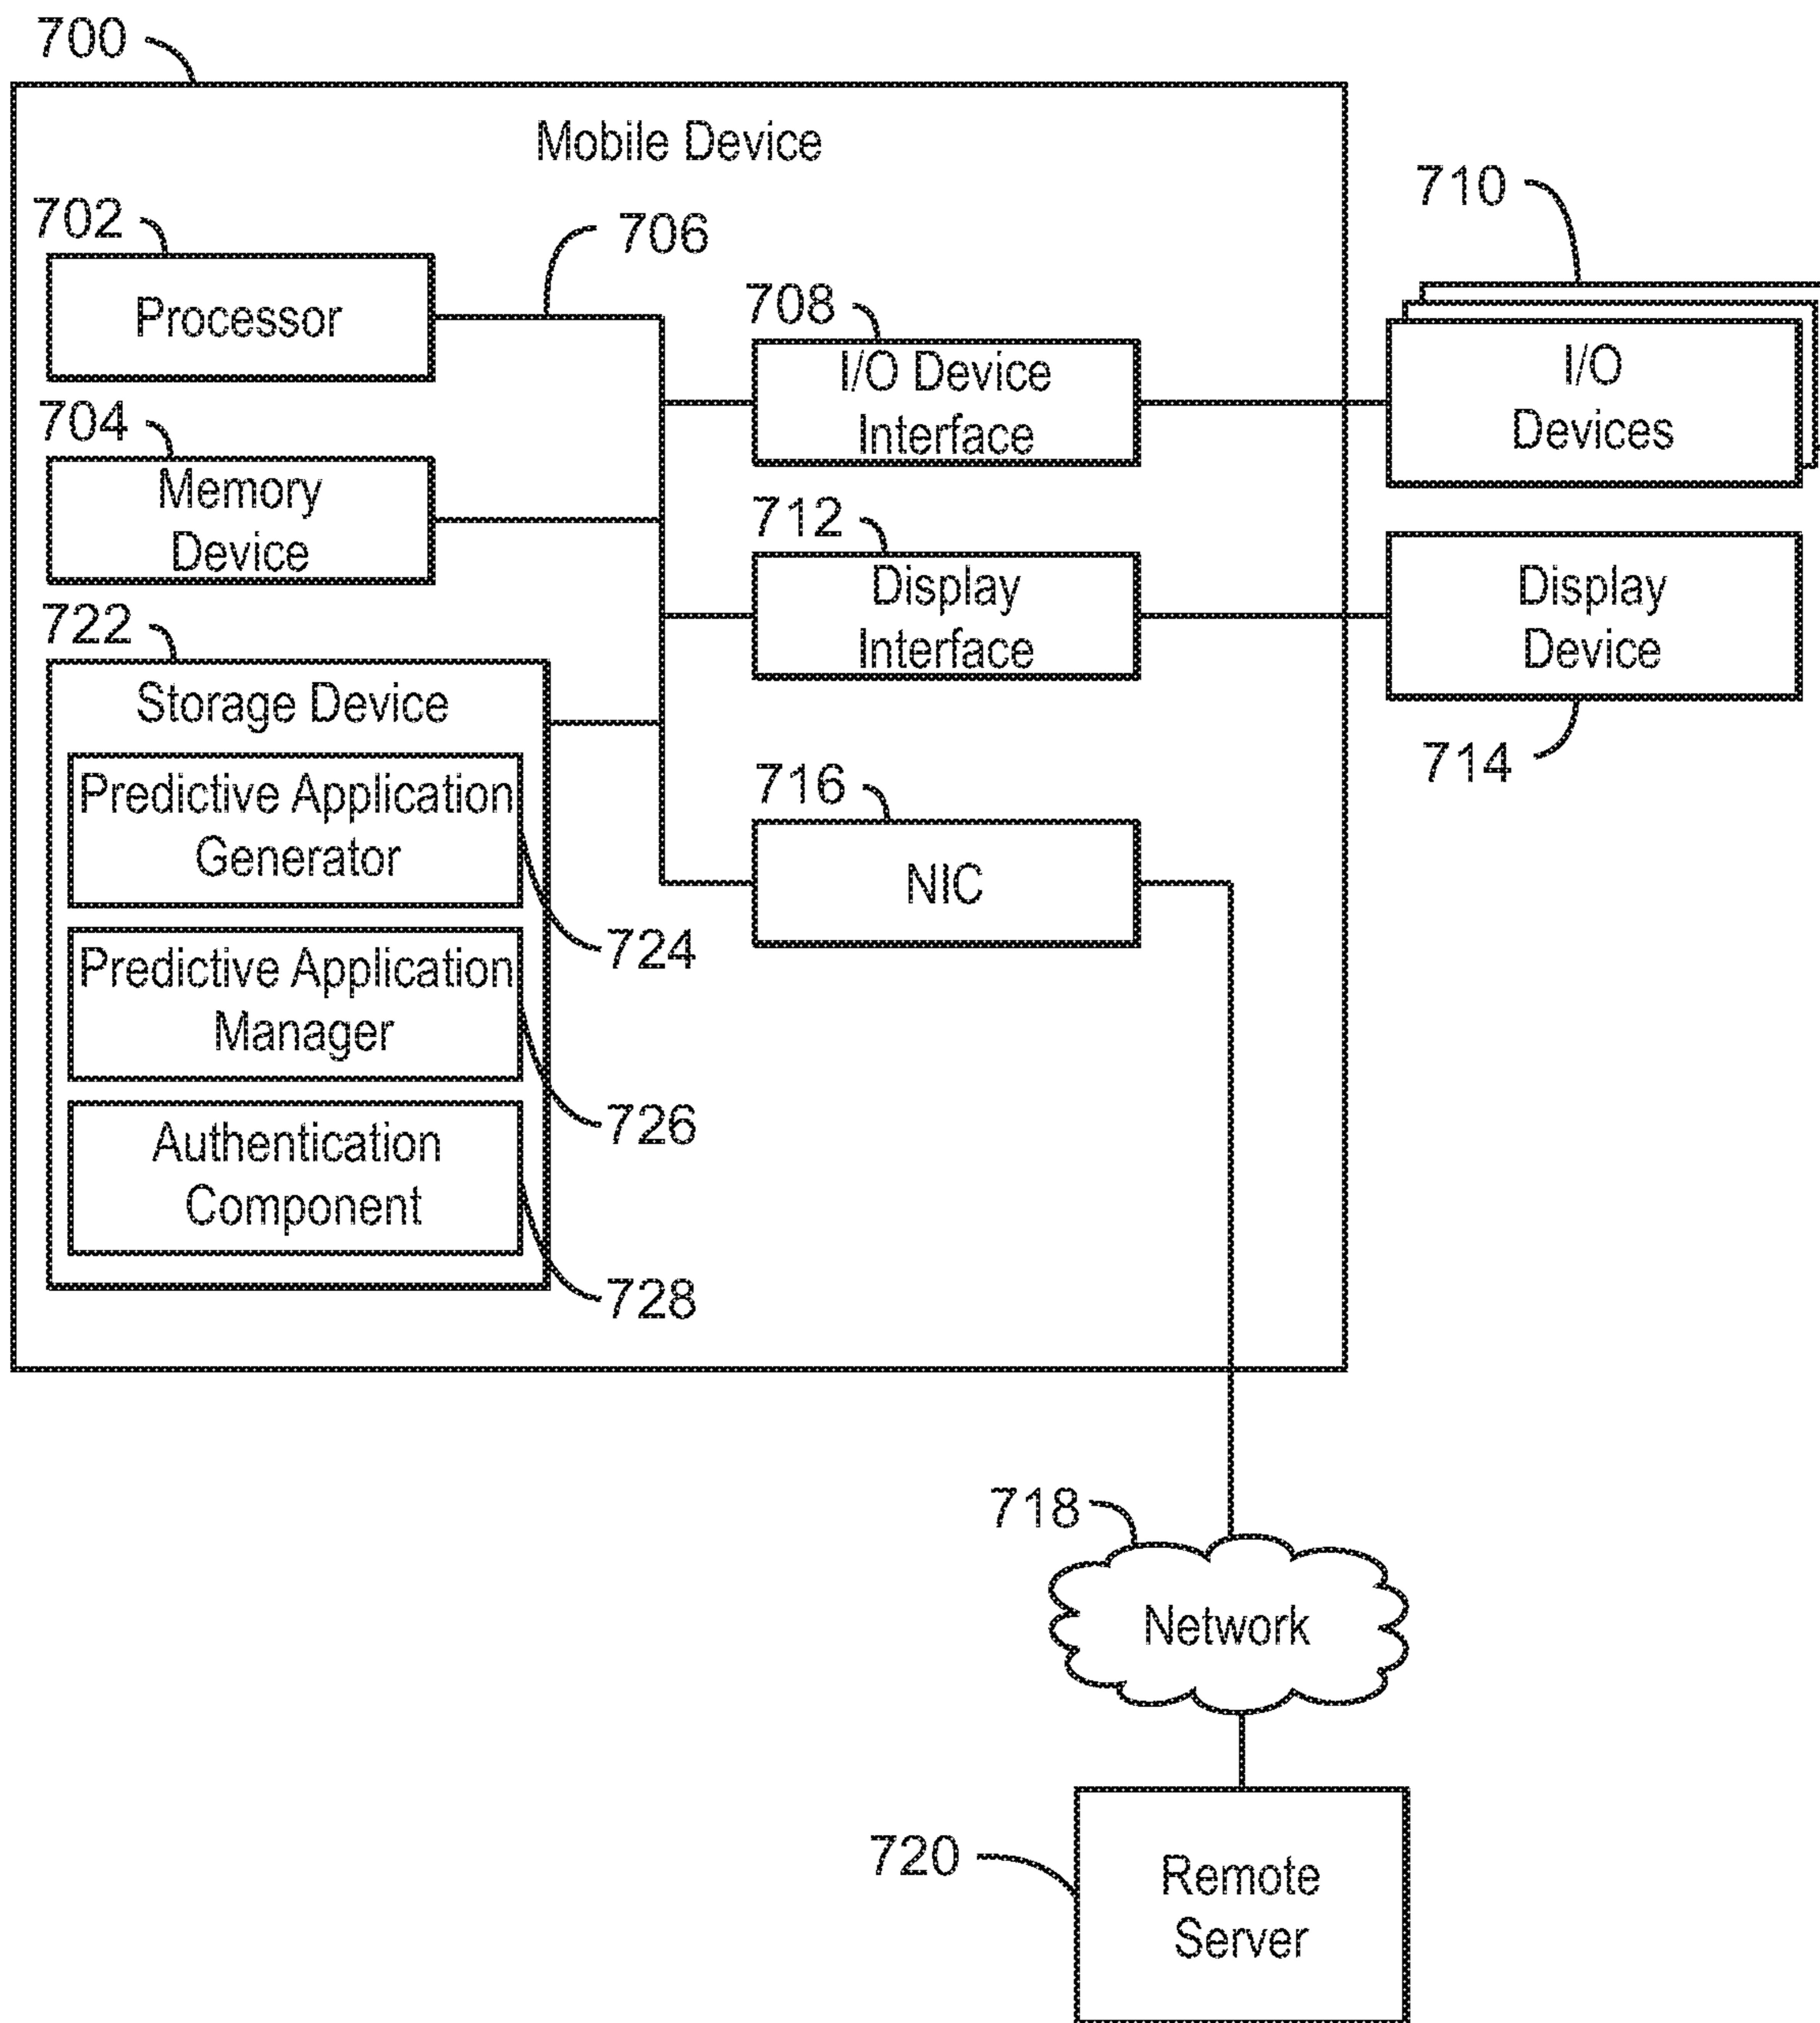 700
Mobile Device
702
706
Processor
704
Memory
Device
708
I/O Device
Interface
710
I/O
Devices
712
Display
Interface
Display
Device
714
722
Storage Device
Predictive Application
Generator
724
Predictive Application
Manager
726
Authentication
Component
728
716
NIC
718
Network
720
Remote
Server